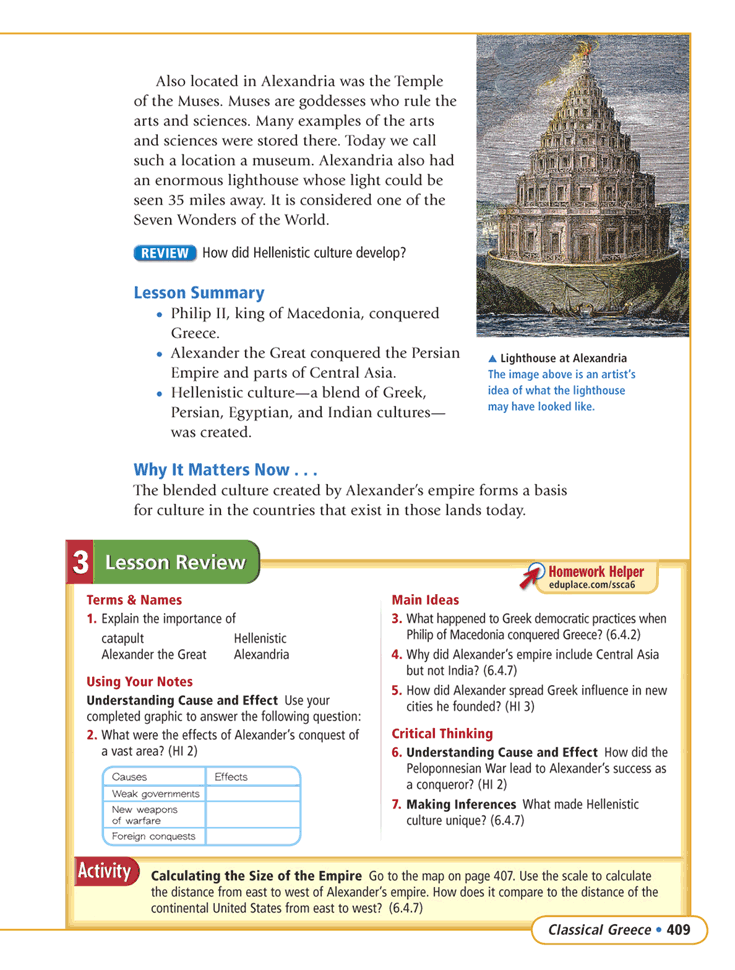 Also located in Alexandria was the Temple
of the Muses. Muses are goddesses who rule the
arts and sciences. Many examples of the arts
and sciences were stored there. Today we call
such a location a museum. Alexandria also had
an enormous lighthouse whose light could be
seen 35 miles away. It is considered one of the
Seven Wonders of the World.
REVIEW How did Hellenistic culture develop?
Lesson Summary
• Philip II, king of Macedonia, conquered
Greece.
• Alexander the Great conquered the Persian
Empire and parts of Central Asia.
• Hellenistic culture—a blend of Greek,
Persian, Egyptian, and Indian cultures—
was created.
▲ Lighthouse at Alexandria
The image above is an artist's
idea of what the lighthouse
may have looked like.
Why It Matters Now . . .
The blended culture created by Alexander's empire forms a basis
for culture in the countries that exist in those lands today.
3 Lesson Review
Homework Helper
eduplace.com/ssca6
Terms & Names
1. Explain the importance of
catapult Hellenistic
Alexander the Great Alexandria
Using Your Notes
Understanding Cause and Effect Use your
completed graphic to answer the following question:
2. What were the effects of Alexander's conquest of
a vast area? (HI 2)
Causes Effects
Weak governments
New weapons
of warfare
Foreign conquests
Main Ideas
3. What happened to Greek democratic practices when
Philip of Macedonia conquered Greece? (6.4.2)
4. Why did Alexander's empire include Central Asia
but not India? (6.4.7)
5. How did Alexander spread Greek influence in new
cities he founded? (HI 3)
Critical Thinking
6. Understanding Cause and Effect How did the
Peloponnesian War lead to Alexander's success as
a conqueror? (HI 2)
7. Making Inferences What made Hellenistic
culture unique? (6.4.7)
Activity
Calculating the Size of the Empire Go to the map on page 407. Use the scale to calculate
the distance from east to west of Alexander's empire. How does it compare to the distance of the
continental United States from east to west? (6.4.7)
Classical Greece • 409